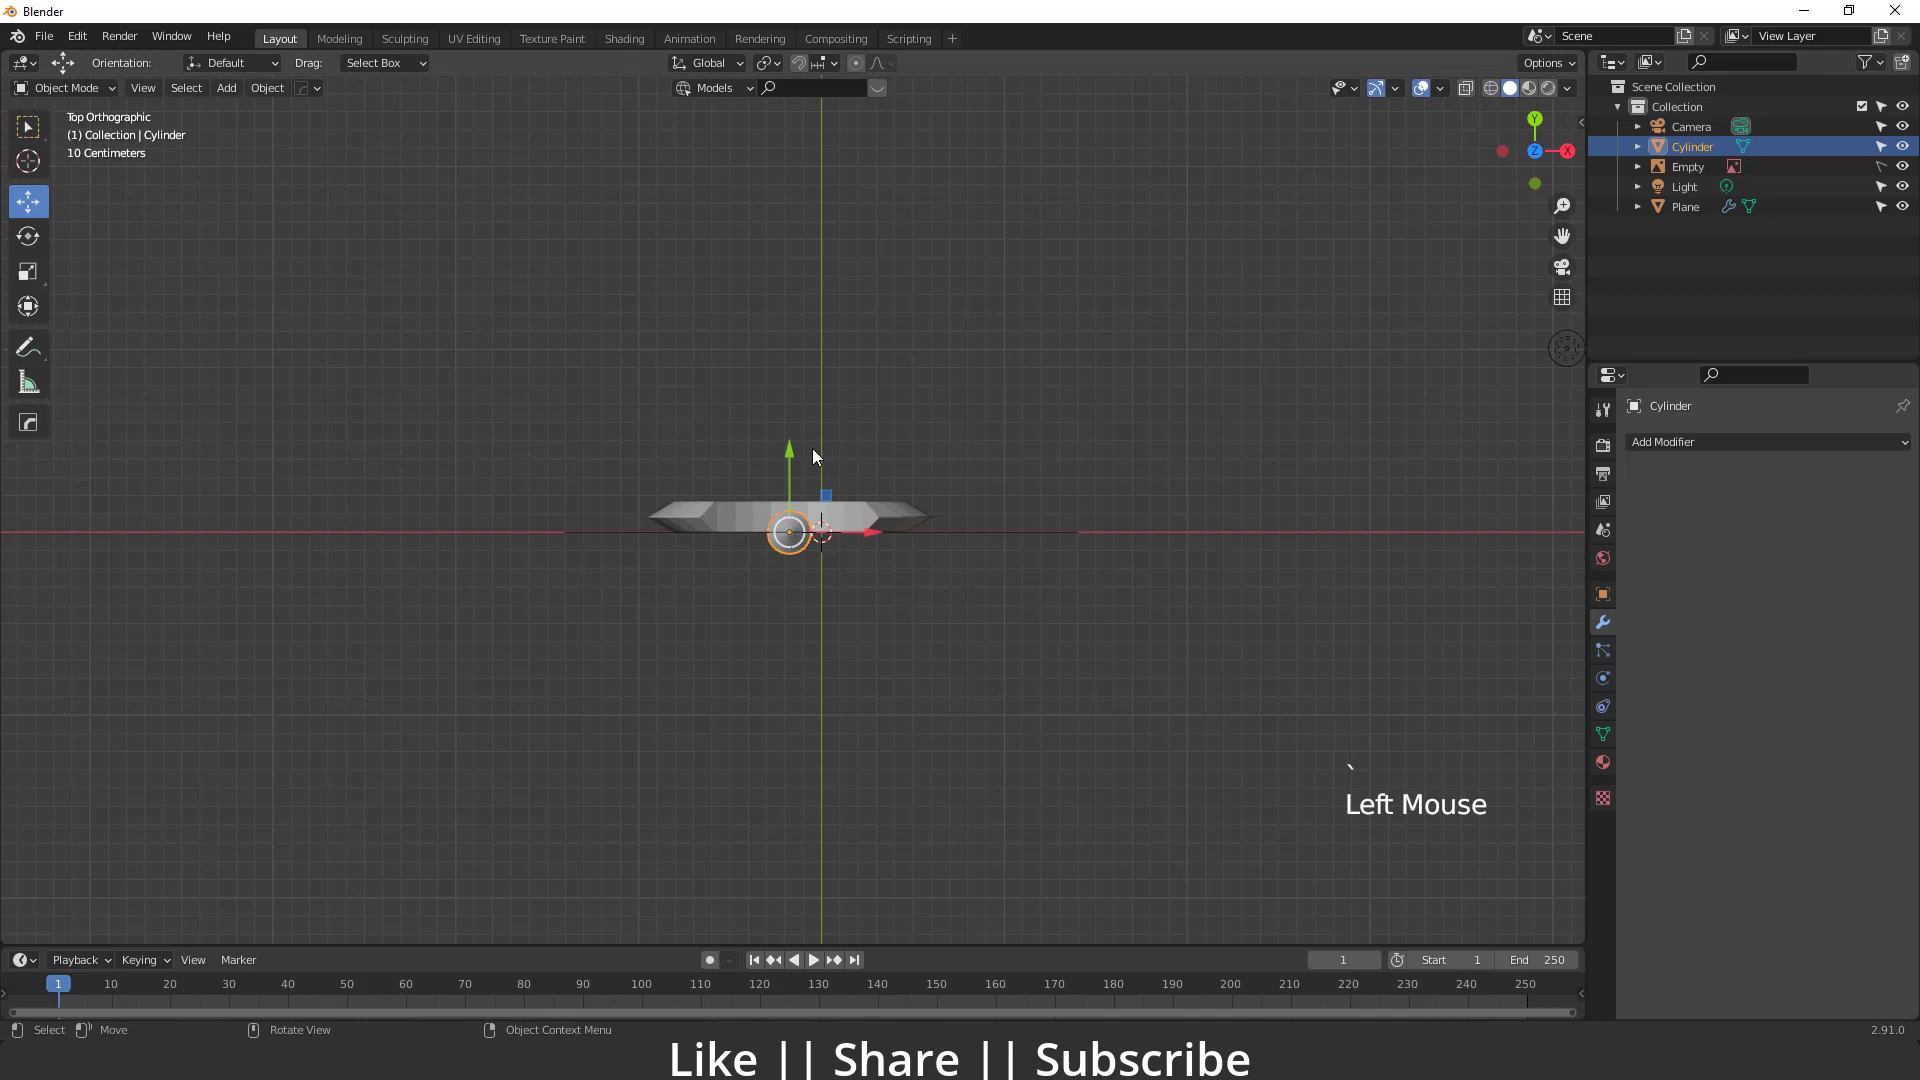 Blender
File Edit Render Window Help Layout Modeling Sculpting UV Editing Texture Paint Shading Animation Rendering Compositing Scripting + Scene View Layer
Orientation: Default Drag: Select Box Global Options
Object Mode View Select Add Object Models
Top Orthographic
(1) Collection | Cylinder
10 Centimeters
Y
Z X
Scene Collection
Collection
Camera
Cylinder
Empty
Light
Plane
Cylinder
Add Modifier
`
Left Mouse
Playback Keying View Marker 1 Start 1 End 250
1 10 20 30 40 50 60 70 80 90 100 110 120 130 140 150 160 170 180 190 200 210 220 230 240 250
Select Move Rotate View Object Context Menu 2.91.0
Like || Share || Subscribe